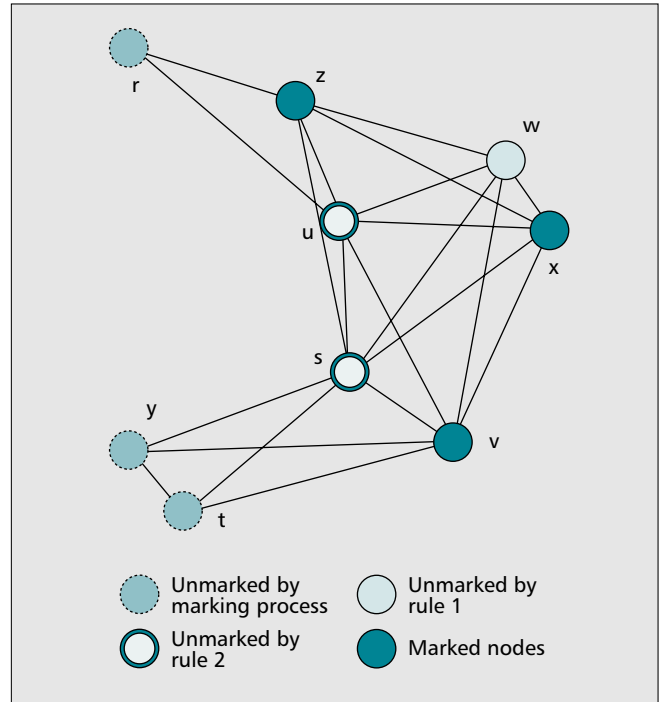 r
z
w
u
x
s
y
v
t
Unmarked by
marking process
Unmarked by
rule 1
Unmarked by
rule 2
Marked nodes